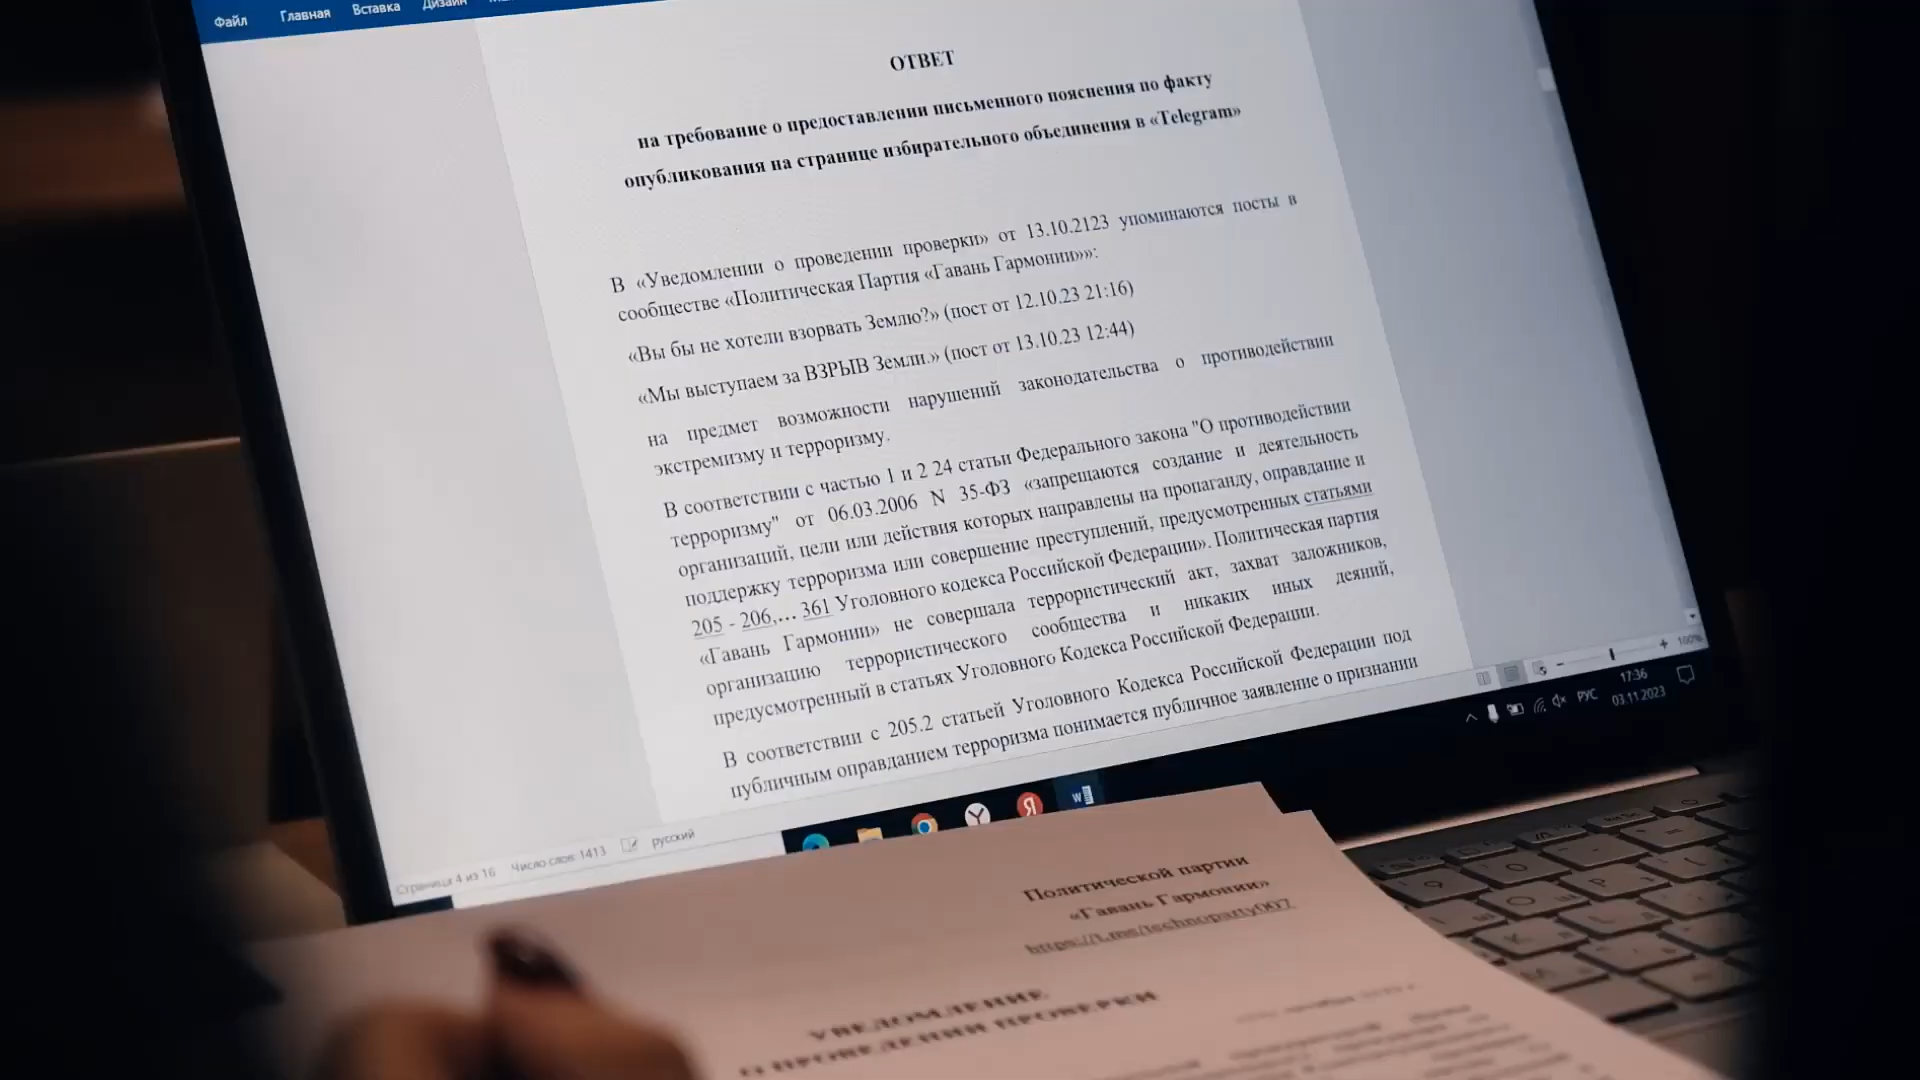 Файл Главная Вставка Дизайн
ОТВЕТ
на требование о предоставлении письменного пояснения по факту
опубликования на странице избирательного объединения в «Telegram»
В «Уведомлении о проведении проверки» от 13.10.2123 упоминаются посты в
сообществе «Политическая Партия «Гавань Гармонии»»:
«Вы бы не хотели взорвать Землю?» (пост от 12.10.23 21:16)
«Мы выступаем за ВЗРЫВ Земли.» (пост от 13.10.23 12:44)
на предмет возможности нарушений законодательства о противодействии
экстремизму и терроризму.
В соответствии с частью 1 и 2 24 статьи Федерального закона "О противодействии
терроризму" от 06.03.2006 N 35-ФЗ «запрещаются создание и деятельность
организаций, цели или действия которых направлены на пропаганду, оправдание и
поддержку терроризма или совершение преступлений, предусмотренных статьями
205 - 206,... 361 Уголовного кодекса Российской Федерации». Политическая партия
«Гавань Гармонии» не совершала террористический акт, захват заложников,
организацию террористического сообщества и никаких иных деяний,
предусмотренный в статьях Уголовного Кодекса Российской Федерации.
В соответствии с 205.2 статьей Уголовного Кодекса Российской Федерации под
публичным оправданием терроризма понимается публичное заявление о признании
Страница 4 из 16 Число слов: 1413 русский
100%
РУС 17:36
03.11.2023
Политической партии
«Гавань Гармонии»
https://t.me/technoparty007
УВЕДОМЛЕНИЕ
О ПРОВЕДЕНИИ ПРОВЕРКИ